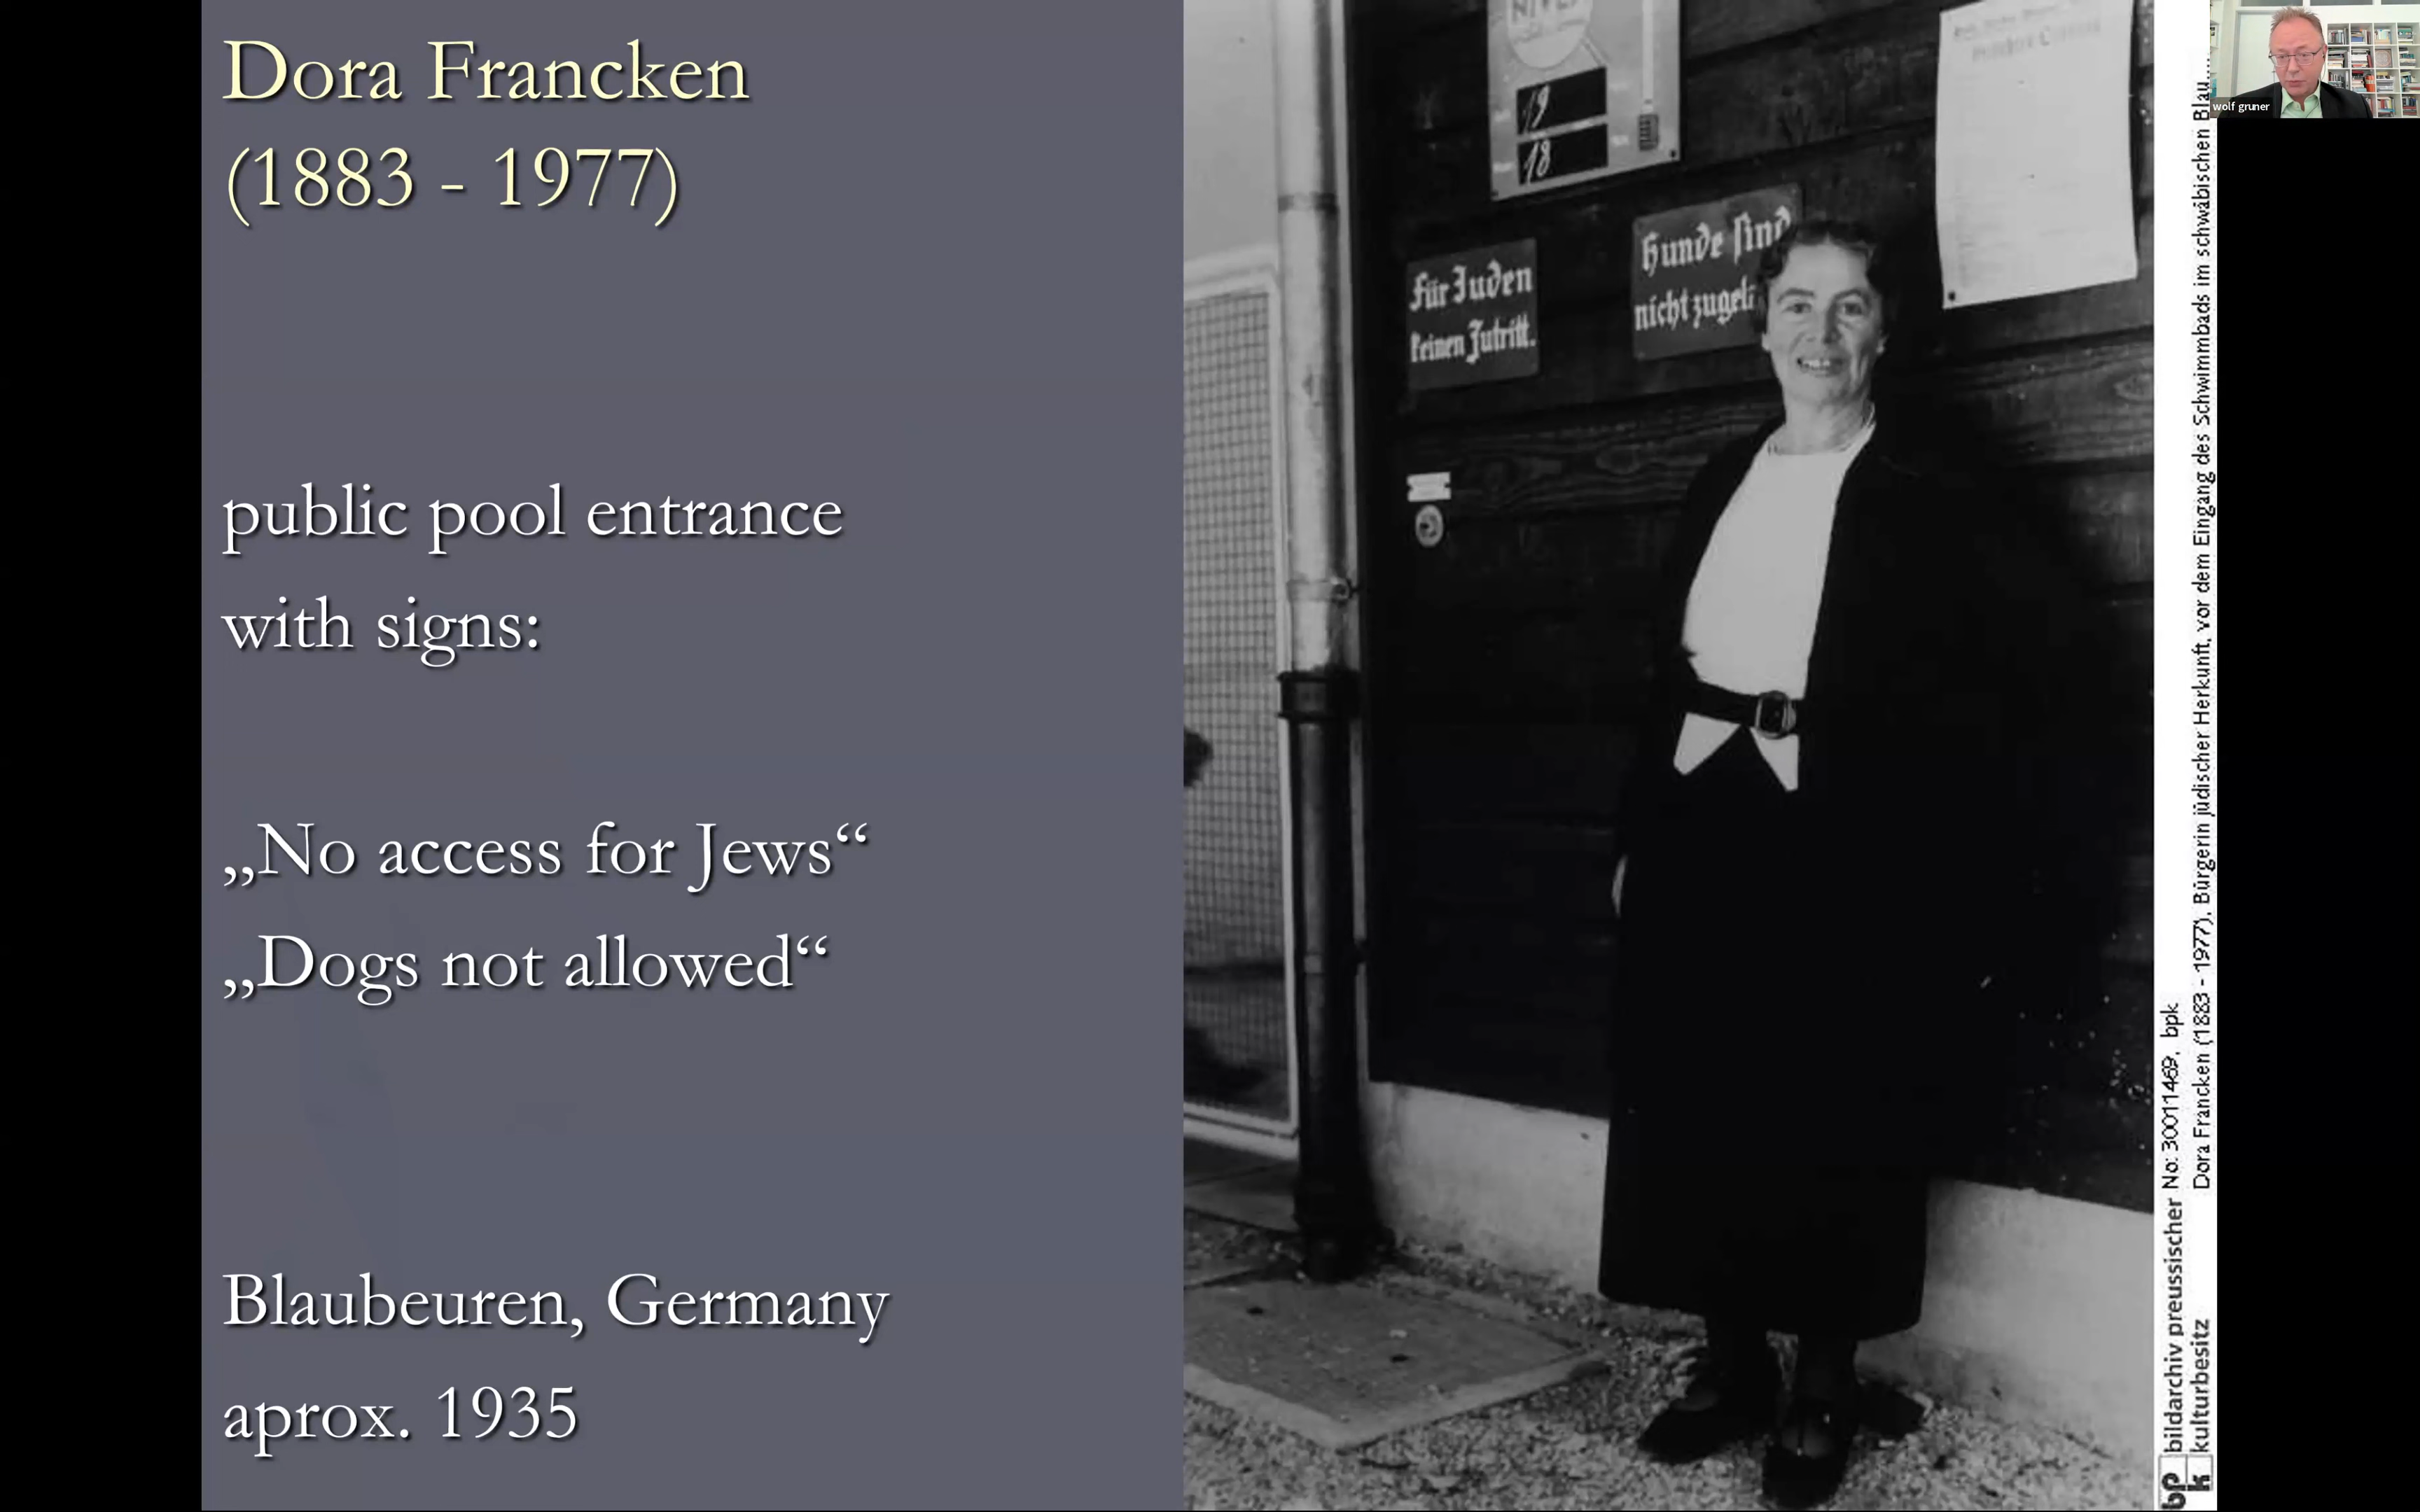 Dora Francken
(1883 - 1977)
public pool entrance
with signs:
„No access for Jews“
„Dogs not allowed“
Blaubeuren, Germany
aprox. 1935
19
18
Für Juden
keinen Zutritt.
Hunde sind
nicht
bildarchiv preussischer
kulturbesitz
No: 30011469, bpk
Dora Francken (1883 - 1977), Bürgerin jüdischer Herkunft, vor dem Eingang des Schwimmbads im schwäbischen Blau...
bpk
wolf gruner